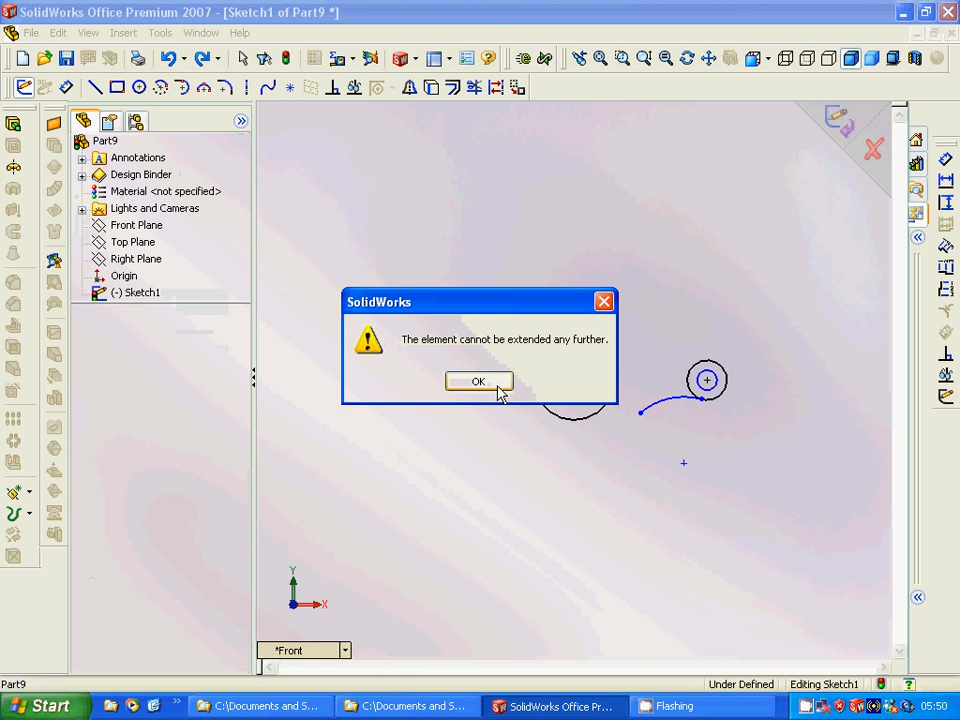 SolidWorks Office Premium 2007 - [Sketch1 of Part9 *]
File Edit View Insert Tools Window Help
Part9
A Annotations
Design Binder
Material <not specified>
Lights and Cameras
Front Plane
Top Plane
Right Plane
Origin
(-) Sketch1
SolidWorks
The element cannot be extended any further.
OK
Y
X
*Front
Part9
Under Defined
Editing Sketch1
Start
C:\Documents and S...
C:\Documents and S...
SolidWorks Office Pr...
Flashing
05:50